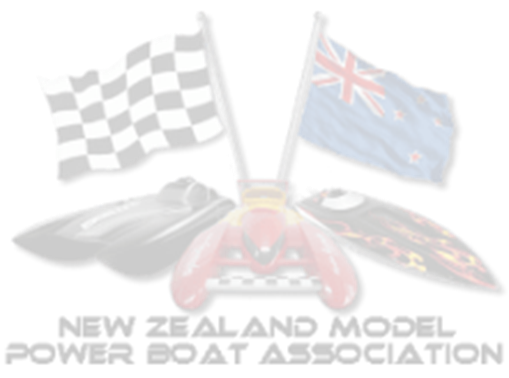 NEW ZEALAND MODEL
POWER BOAT ASSOCIATION